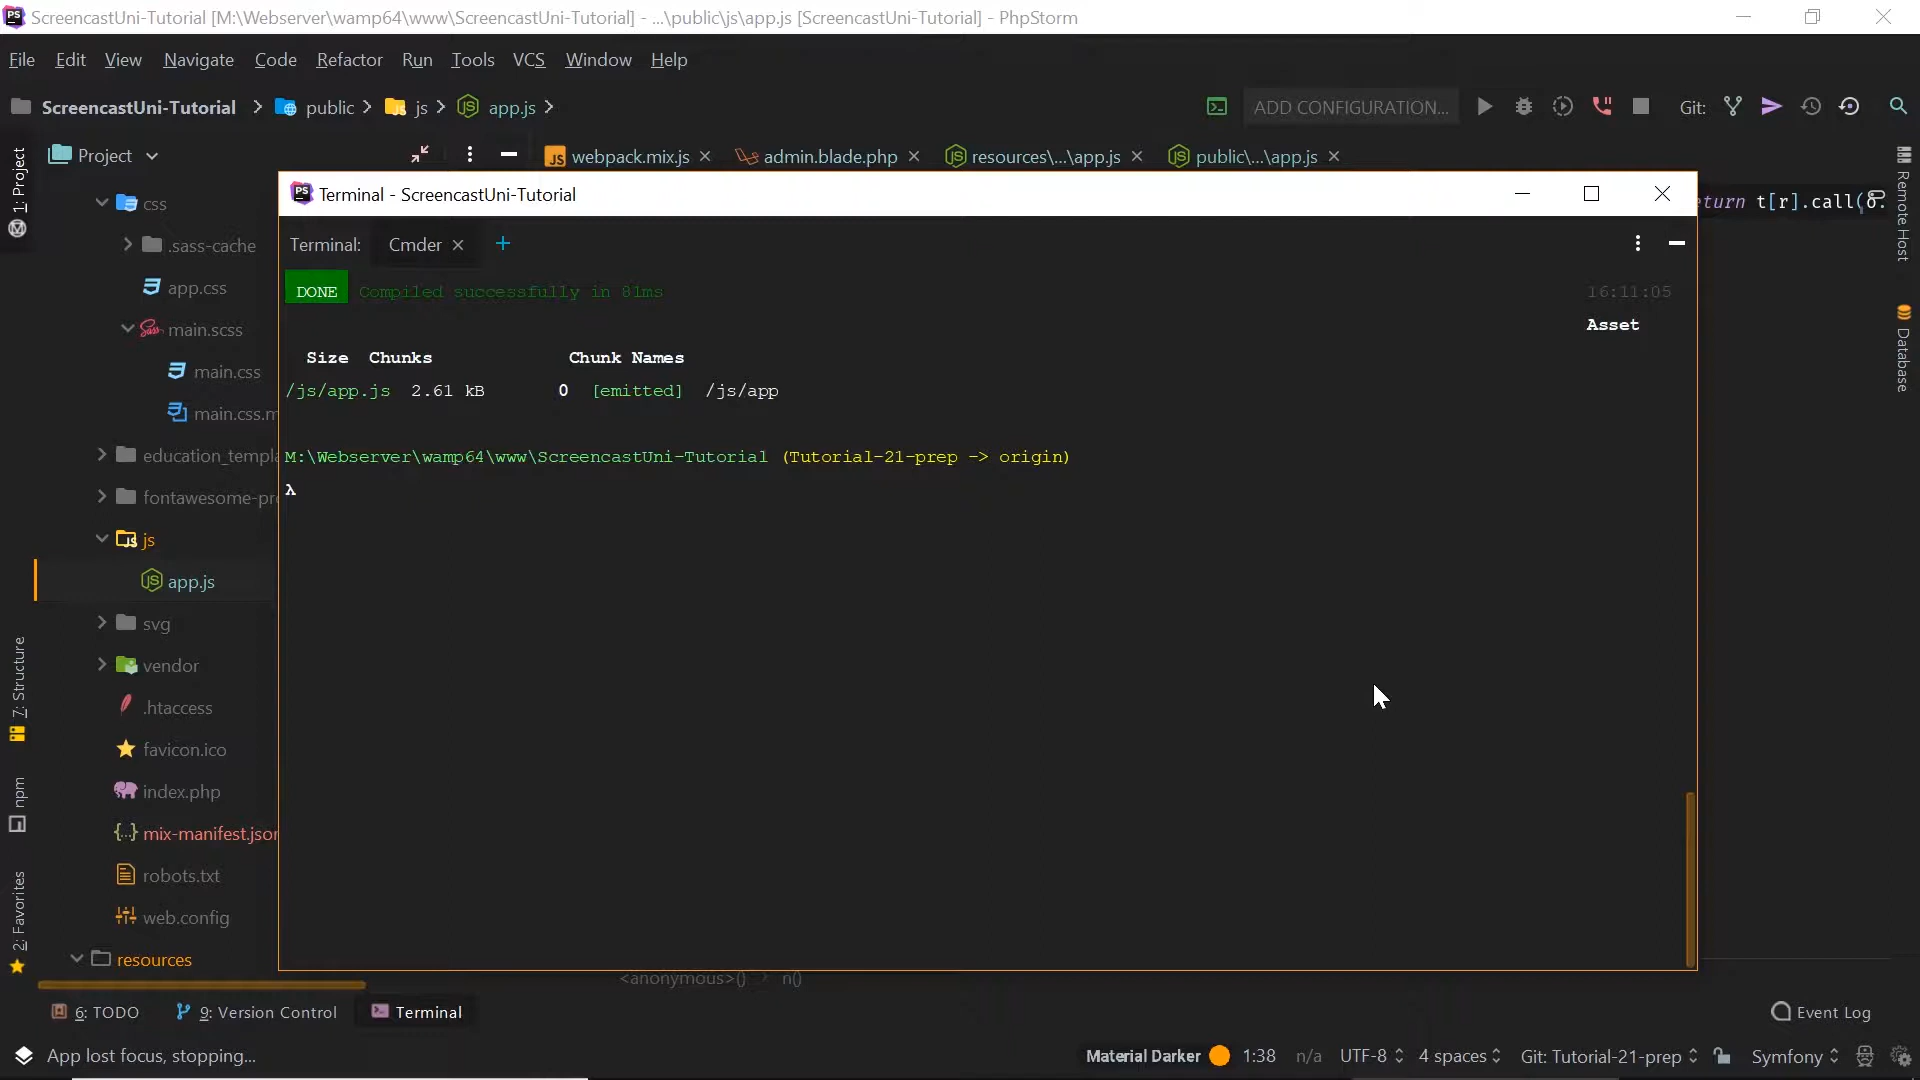 ScreencastUni-Tutorial [M:\Webserver\wamp64\www\ScreencastUni-Tutorial] - ...\public\js\app.js [ScreencastUni-Tutorial] - PhpStorm
File Edit View Navigate Code Refactor Run Tools VCS Window Help
ScreencastUni-Tutorial public js app.js ADD CONFIGURATION... Git:
Project webpack.mix.js admin.blade.php resources\...\app.js public\...\app.js
1: Project
Terminal - ScreencastUni-Tutorial
turn t[r].call(o.
Remote Host
css
Terminal: Cmder
.sass-cache
DONE Compiled successfully in 81ms 16:11:05
app.css
Asset
main.scss
Database
Size Chunks Chunk Names
main.css
/js/app.js 2.61 kB 0 [emitted] /js/app
main.css.m
M:\Webserver\wamp64\www\ScreencastUni-Tutorial (Tutorial-21-prep -> origin)
education_templa
λ
fontawesome-pro
js
app.js
svg
vendor
7: Structure
.htaccess
favicon.ico
index.php
npm
mix-manifest.json
robots.txt
web.config
2: Favorites
resources
<anonymous>() n()
6: TODO 9: Version Control Terminal Event Log
App lost focus, stopping... Material Darker 1:38 n/a UTF-8 4 spaces Git: Tutorial-21-prep Symfony